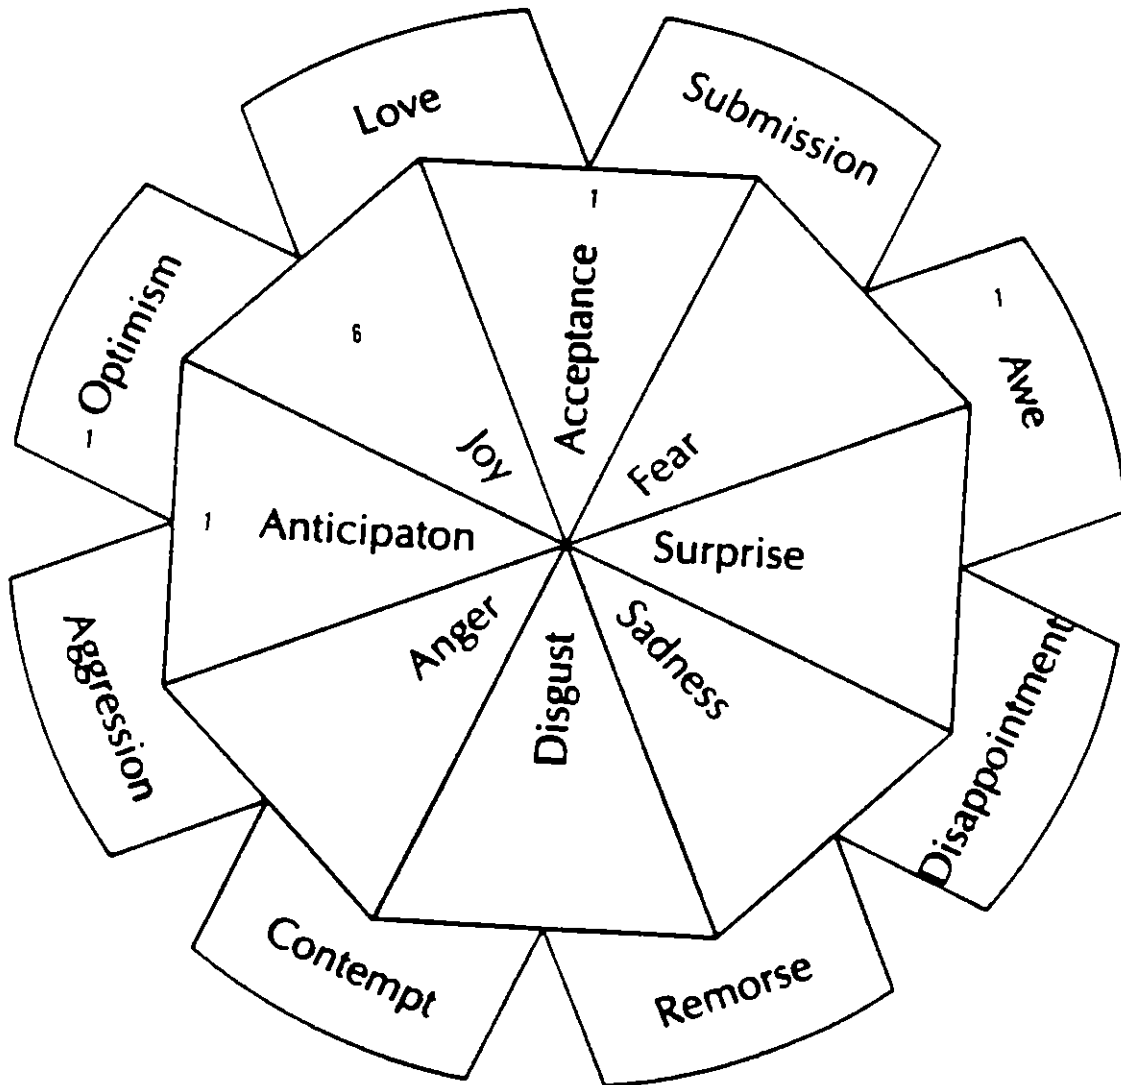 Love
Submission
1
Acceptance
Optimism
1
Awe
1
6
Joy
Fear
1
Anticipaton
Surprise
Anger
Disgust
Sadness
Aggression
Disappointment
Contempt
Remorse